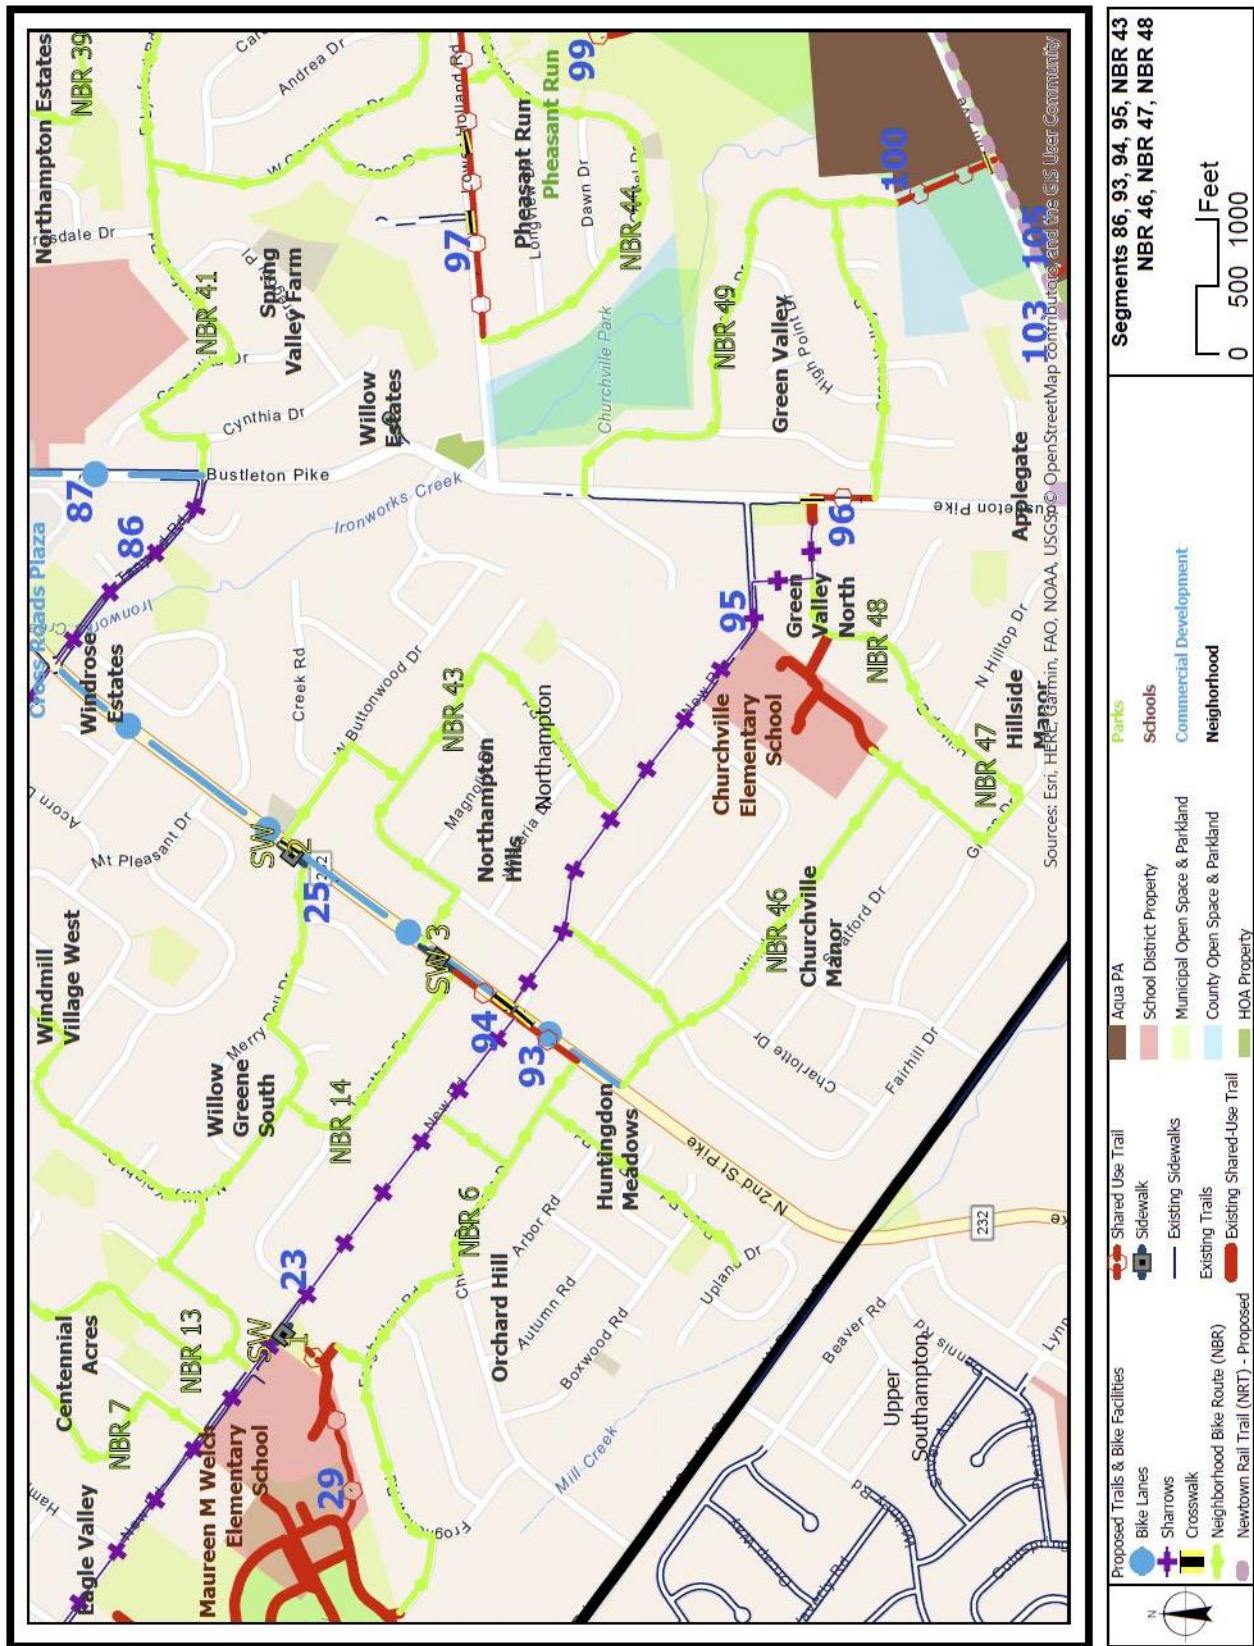 Northampton Estates
NBR 39
Andrea Dr
Pheasant Run
Pheasant Run
99
97
Dawn Dr
NBR 44
Spring
Valley Farm
NBR 41
Cynthia Dr
Willow
Estates
Bustleton Pike
Ironworks Creek
Churchville Park
NBR 49
Green Valley
High Point
100
105
103
Applegate
87
86
Cross Roads Plaza
Windrose
Estates
Creek Rd
W Buttonwood Dr
NBR 43
Northampton
Northampton
Hills
95
96
Green
Valley
North
NBR 48
Churchville
Elementary
School
N Hilltop Dr
Hillside
Manor
NBR 47
NBR 46
Churchville
Manor
Charlotte Dr
Fairhill Dr
Acorn
Mt Pleasant Dr
SW
2
25
232
SW 3
94
93
Windmill
Village West
Merry Dell Dr
Willow
Greene
South
NBR 14
New Rd
Huntingdon
Meadows
N 2nd St Pike
232
Centennial
Acres
NBR 13
NBR 7
SW
1
23
NBR 6
Arbor Rd
Orchard Hill
Autumn Rd
Boxwood Rd
Upland Dr
Eagle Valley
Maureen M Welch
Elementary
School
29
Mill Creek
Beaver Rd
Upper
Southampton
Dennis Rd
Sources: Esri, HERE, Garmin, FAO, NOAA, USGS, © OpenStreetMap contributors, and the GIS User Community
N
Proposed Trails & Bike Facilities
Bike Lanes
Sharrows
Crosswalk
Neighborhood Bike Route (NBR)
Newtown Rail Trail (NRT) - Proposed
Shared Use Trail
Sidewalk
Existing Sidewalks
Existing Trails
Existing Shared-Use Trail
Aqua PA
School District Property
Municipal Open Space & Parkland
County Open Space & Parkland
HOA Property
Parks
Schools
Commercial Development
Neighorhood
Segments 86, 93, 94, 95, NBR 43
NBR 46, NBR 47, NBR 48
0 500 1000
Feet